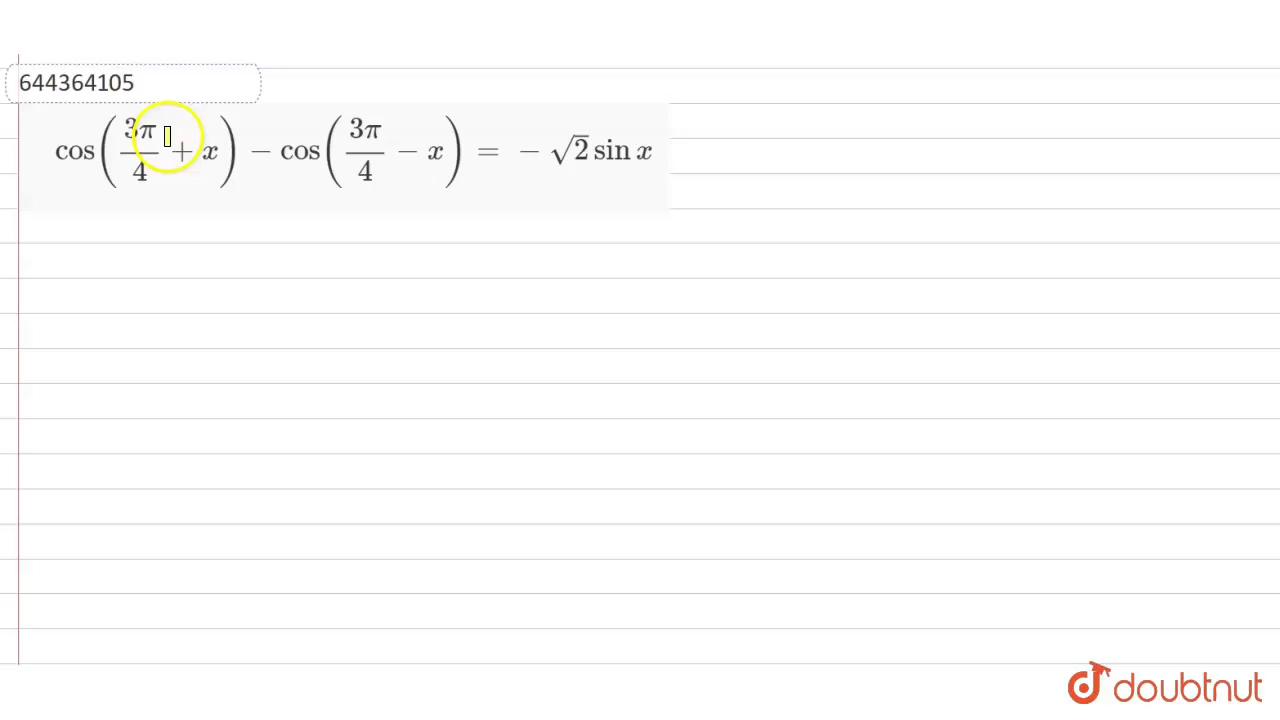 644364105
cos(3π/4 + x) − cos(3π/4 − x) = −√2 sin x
doubtnut